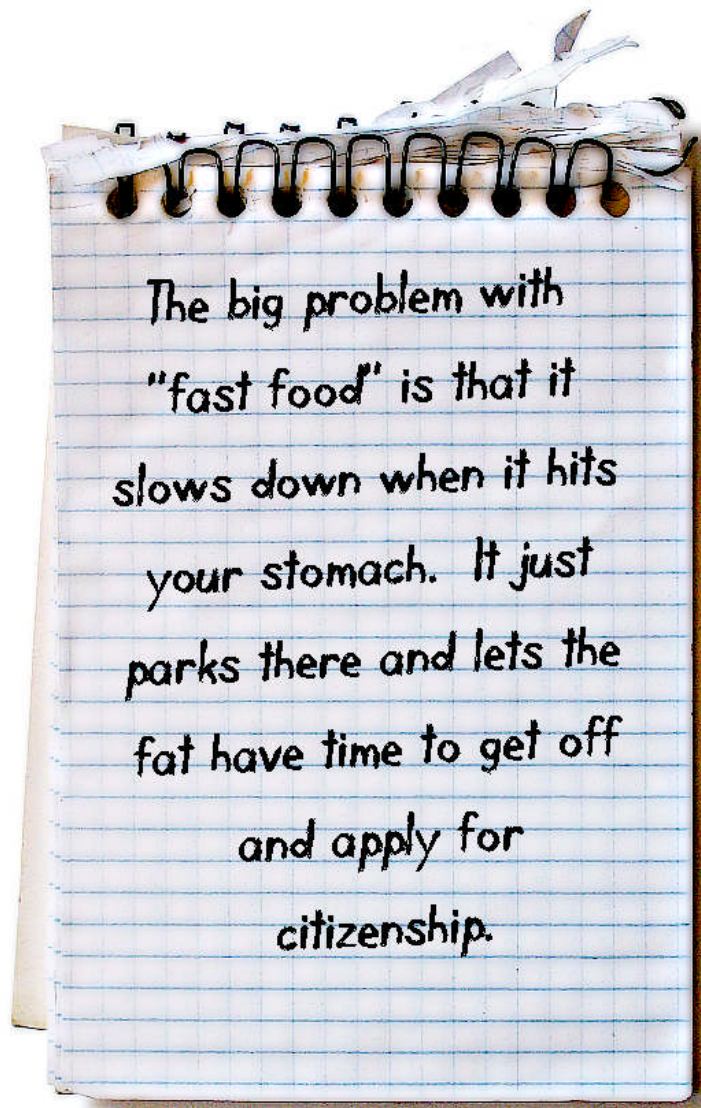 The big problem with
"fast food" is that it
slows down when it hits
your stomach.  It just
parks there and lets the
fat have time to get off
and apply for
citizenship.